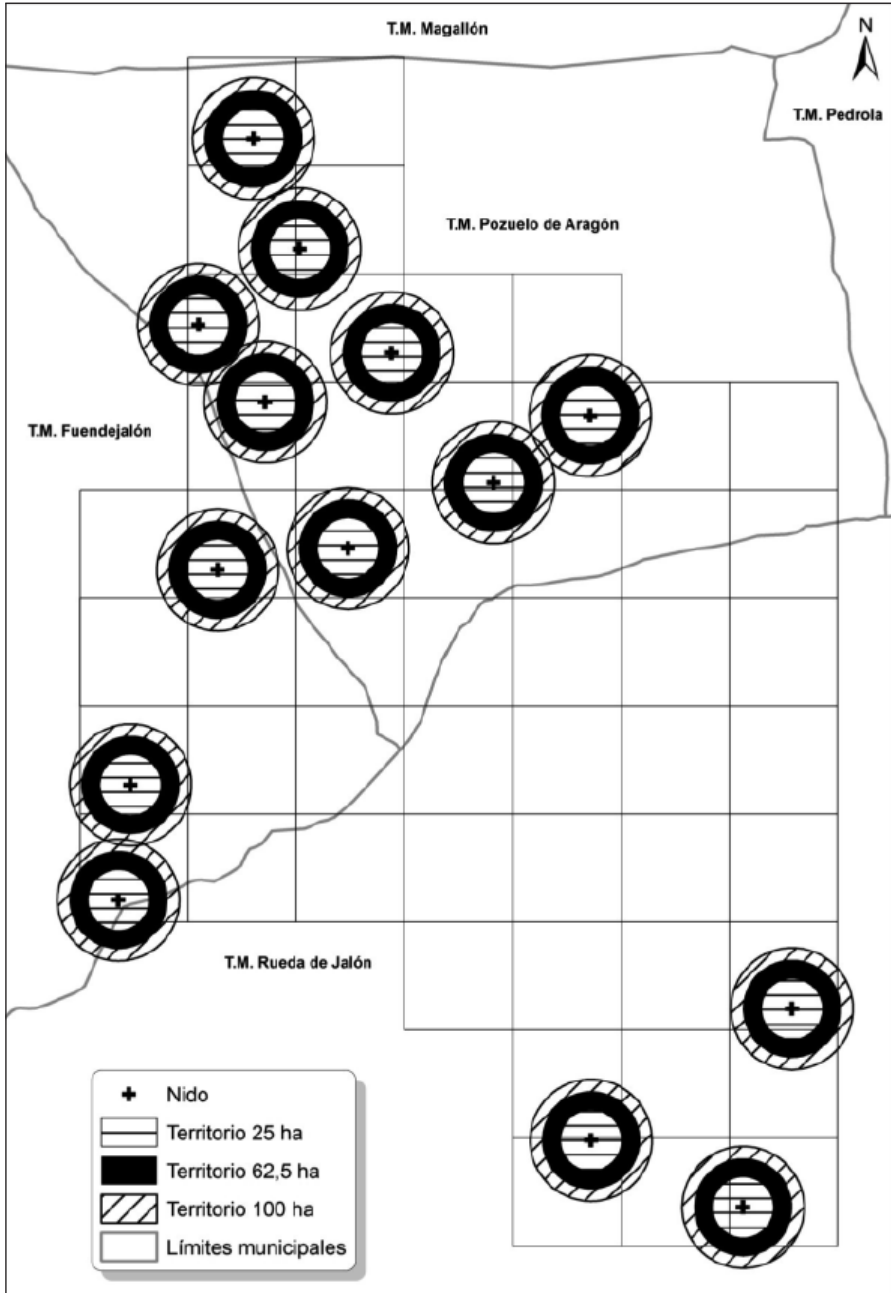 T.M. Magallón
N
T.M. Pedrola
T.M. Pozuelo de Aragón
T.M. Fuendejalón
T.M. Rueda de Jalón
Nido
Territorio 25 ha
Territorio 62,5 ha
Territorio 100 ha
Límites municipales